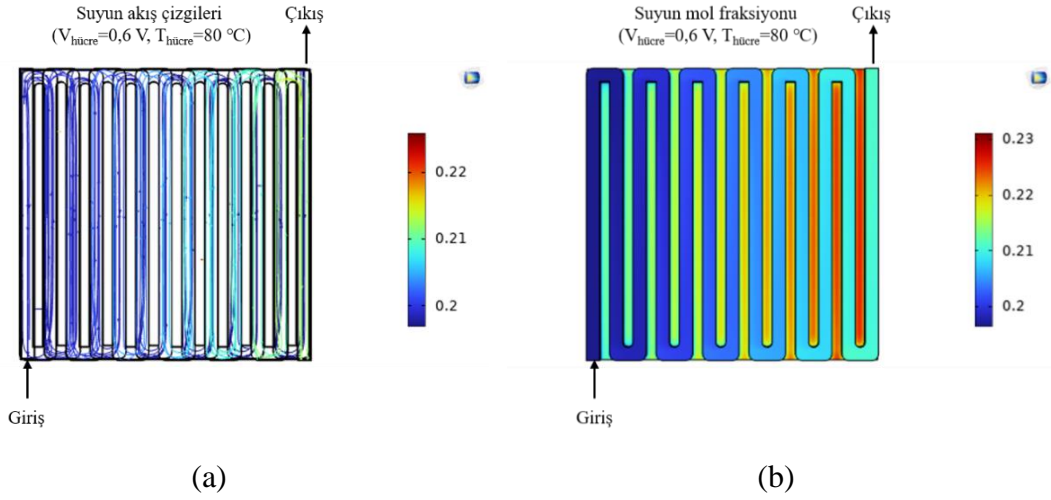 Suyun akış çizgileri
(Vhücre=0,6 V, Thücre=80 °C)
Çıkış
0.22
0.21
0.2
Giriş
(a)
Suyun mol fraksiyonu
(Vhücre=0,6 V, Thücre=80 °C)
Çıkış
0.23
0.22
0.21
0.2
Giriş
(b)